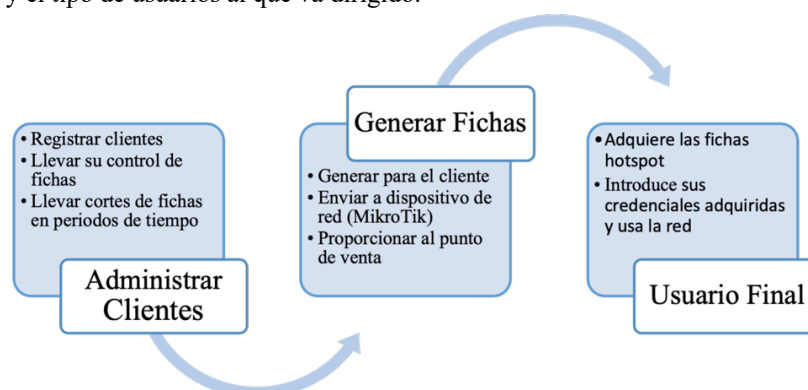 y el tipo de usuarios al que va dirigido.
• Registrar clientes
• Llevar su control de
fichas
• Llevar cortes de fichas
en periodos de tiempo
Administrar
Clientes
Generar Fichas
• Generar para el cliente
• Enviar a dispositivo de
red (MikroTik)
• Proporcionar al punto
de venta
• Adquiere las fichas
hotspot
• Introduce sus
credenciales adquiridas
y usa la red
Usuario Final